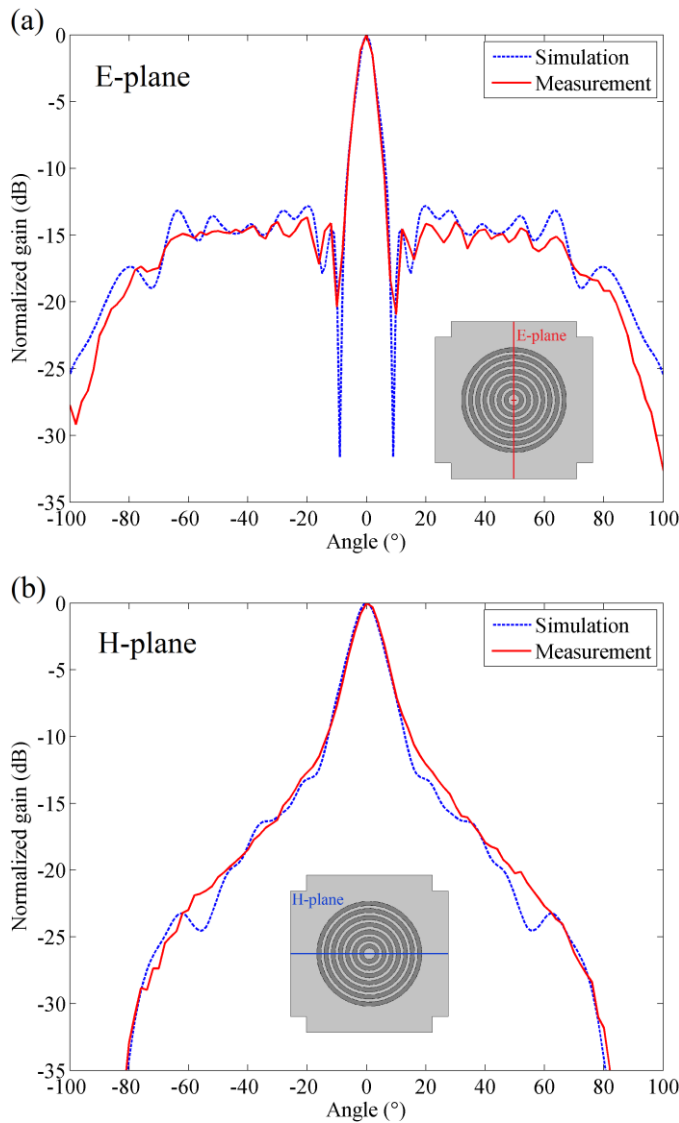 (a)
E-plane
Simulation
Measurement
0
-5
-10
-15
-20
-25
-30
-35
Normalized gain (dB)
E-plane
-100 -80 -60 -40 -20 0 20 40 60 80 100
Angle (°)
(b)
H-plane
Simulation
Measurement
0
-5
-10
-15
-20
-25
-30
-35
Normalized gain (dB)
H-plane
-100 -80 -60 -40 -20 0 20 40 60 80 100
Angle (°)